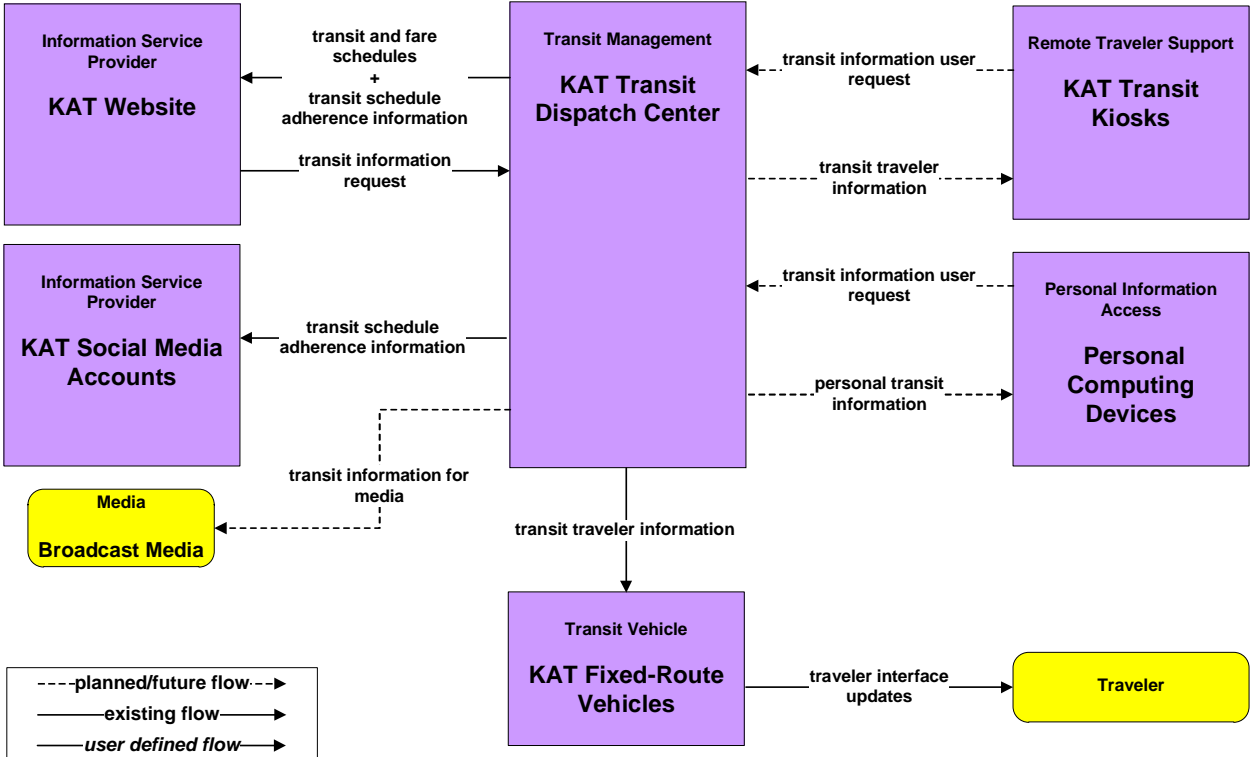 Information Service
Provider
KAT Website
transit and fare
schedules
+
transit schedule
adherence information
transit information
request
Transit Management
KAT Transit
Dispatch Center
transit information user
request
transit traveler
information
Remote Traveler Support
KAT Transit
Kiosks
Information Service
Provider
KAT Social Media
Accounts
transit schedule
adherence information
transit information user
request
personal transit
information
Personal Information
Access
Personal
Computing
Devices
transit information for
media
Media
Broadcast Media
transit traveler information
Transit Vehicle
KAT Fixed-Route
Vehicles
traveler interface
updates
Traveler
planned/future flow
existing flow
user defined flow